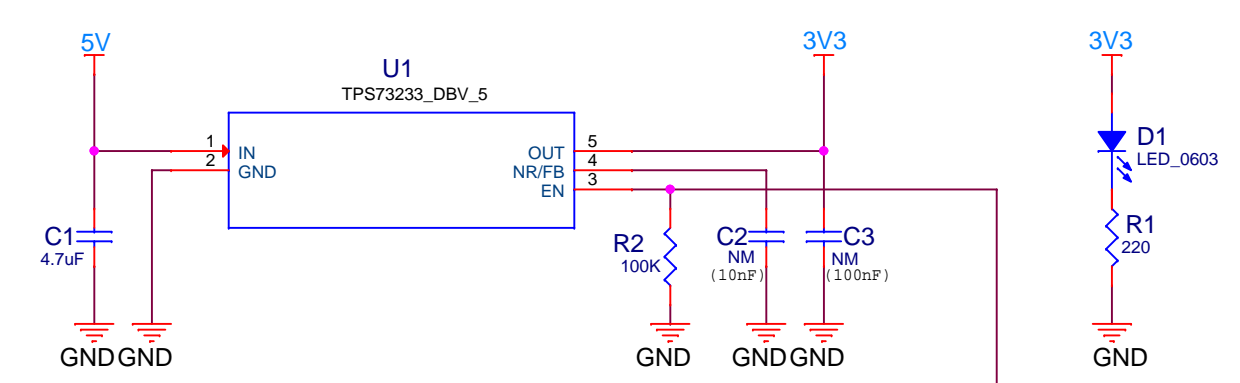 5V
3V3
3V3
U1
TPS73233_DBV_5
1
IN
2
GND
OUT
5
NR/FB
4
EN
3
D1
LED_0603
C1
4.7uF
R2
100K
C2
NM
(10nF)
C3
NM
(100nF)
R1
220
GND
GND
GND
GND
GND
GND